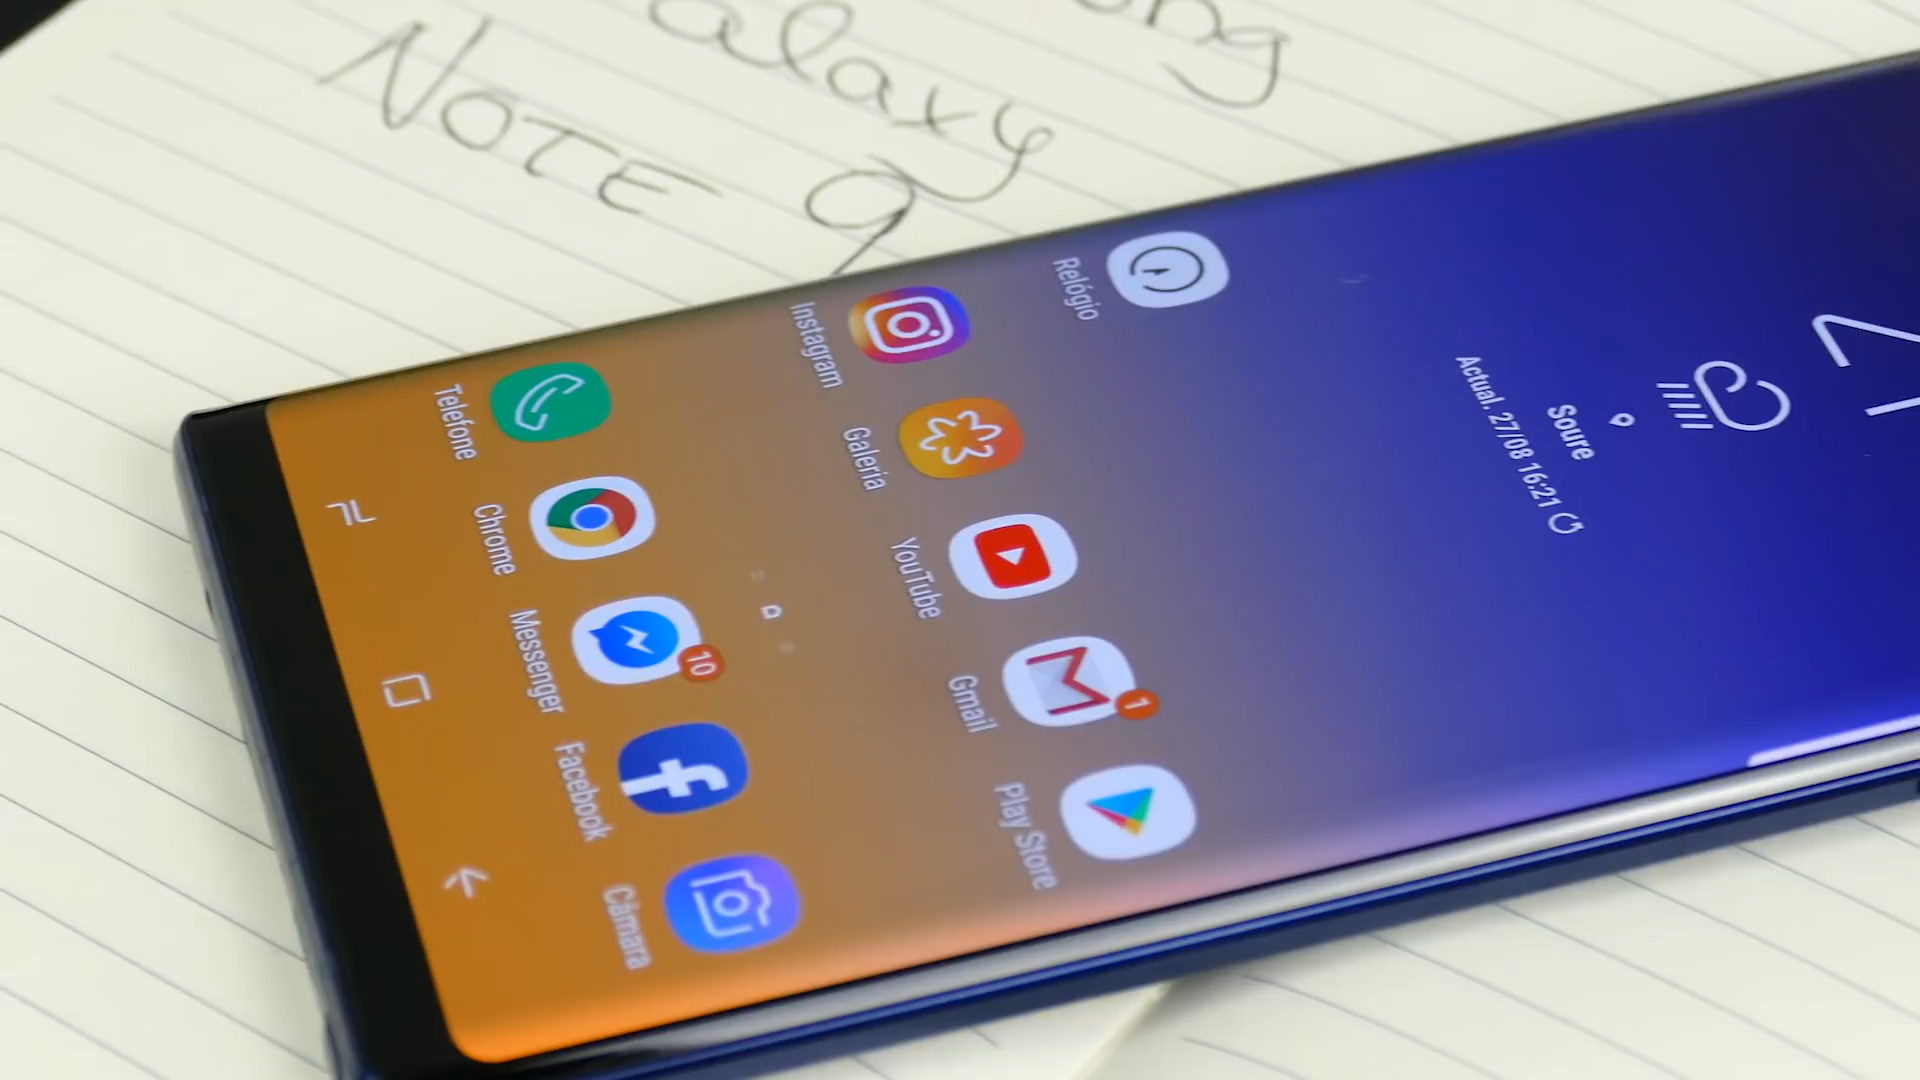 Galaxy
NOTE 9
Soure
Actual. 27/08 16:21
Relógio
Instagram
Galeria
YouTube
Gmail
1
Play Store
Telefone
Chrome
Messenger
10
Facebook
Câmara